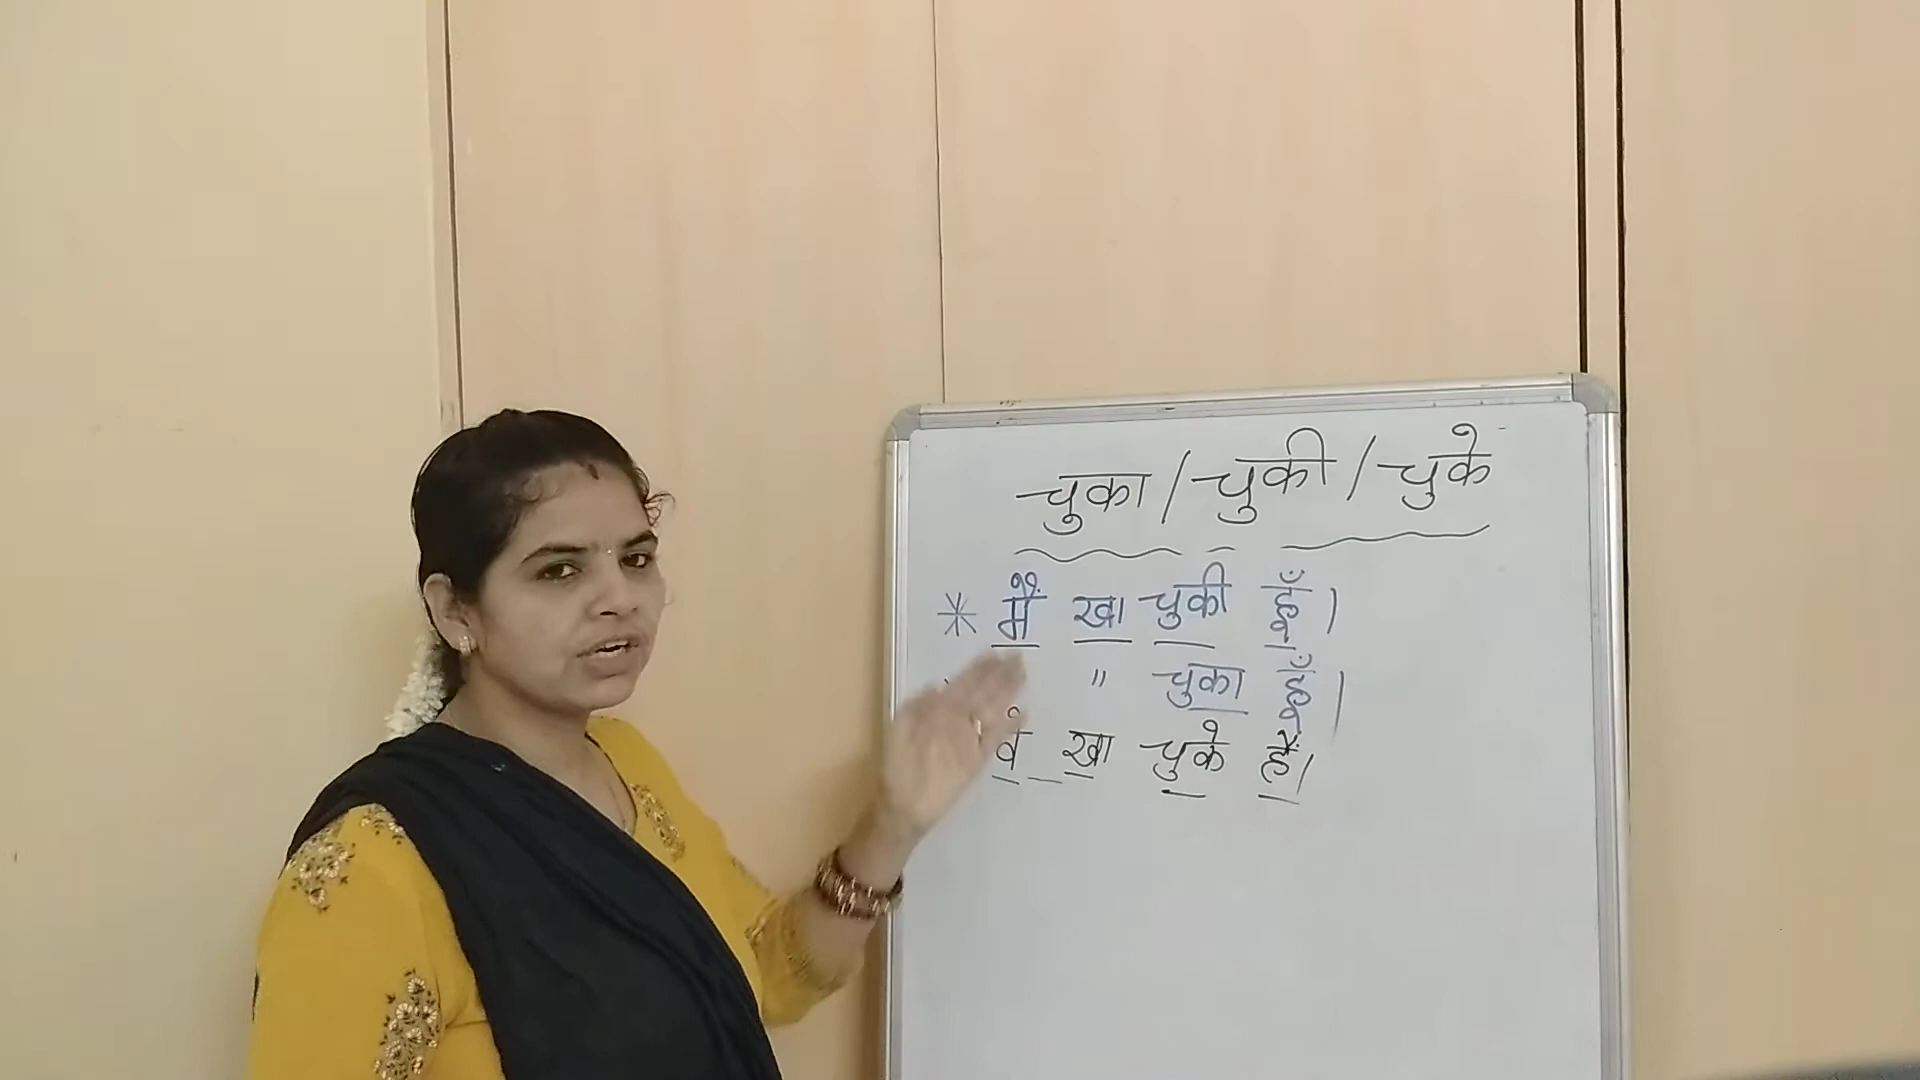 चुका / चुकी / चुके
* मैं खा चुकी हूँ।
" चुका हूँ।
वे खा चुके हैं।